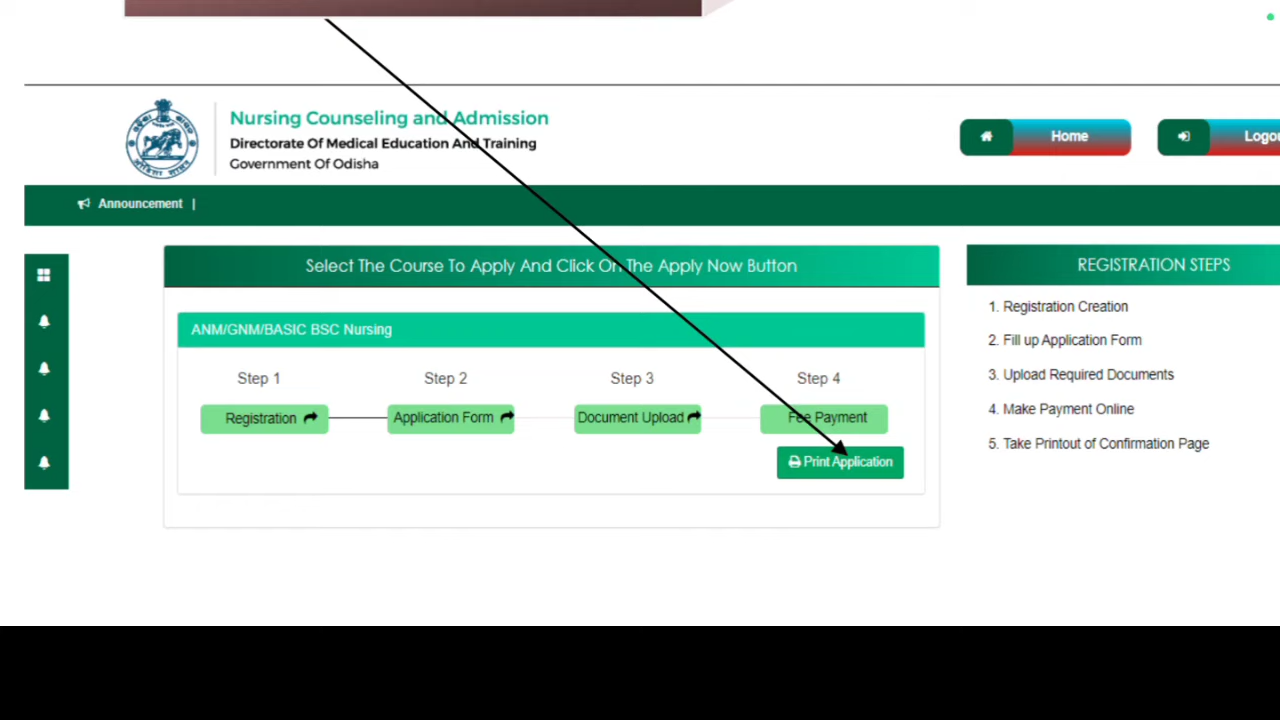 Nursing Counseling and Admission
Directorate Of Medical Education And Training
Government Of Odisha
Home
Logou
Announcement |
Select The Course To Apply And Click On The Apply Now Button
ANM/GNM/BASIC BSC Nursing
Step 1
Step 2
Step 3
Step 4
Registration
Application Form
Document Upload
Fee Payment
Print Application
REGISTRATION STEPS
1. Registration Creation
2. Fill up Application Form
3. Upload Required Documents
4. Make Payment Online
5. Take Printout of Confirmation Page